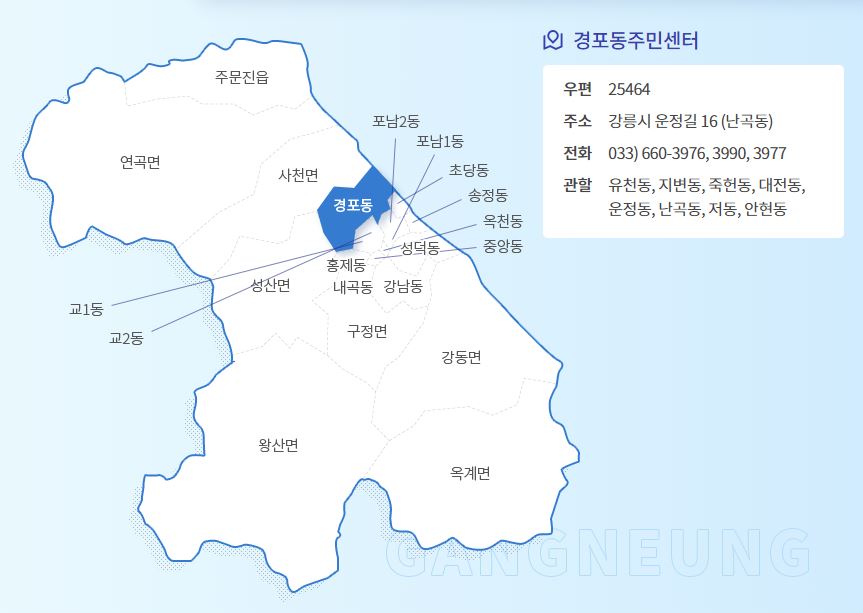 경포동주민센터
우편 25464
주소 강릉시 운정길 16 (난곡동)
전화 033) 660-3976, 3990, 3977
관할 유천동, 지변동, 죽헌동, 대전동,
운정동, 난곡동, 저동, 안현동
주문진읍
포남2동
포남1동
연곡면
사천면
초당동
송정동
경포동
옥천동
성덕동
중앙동
홍제동
성산면
내곡동
강남동
교1동
교2동
구정면
강동면
왕산면
옥계면
GANGNEUNG